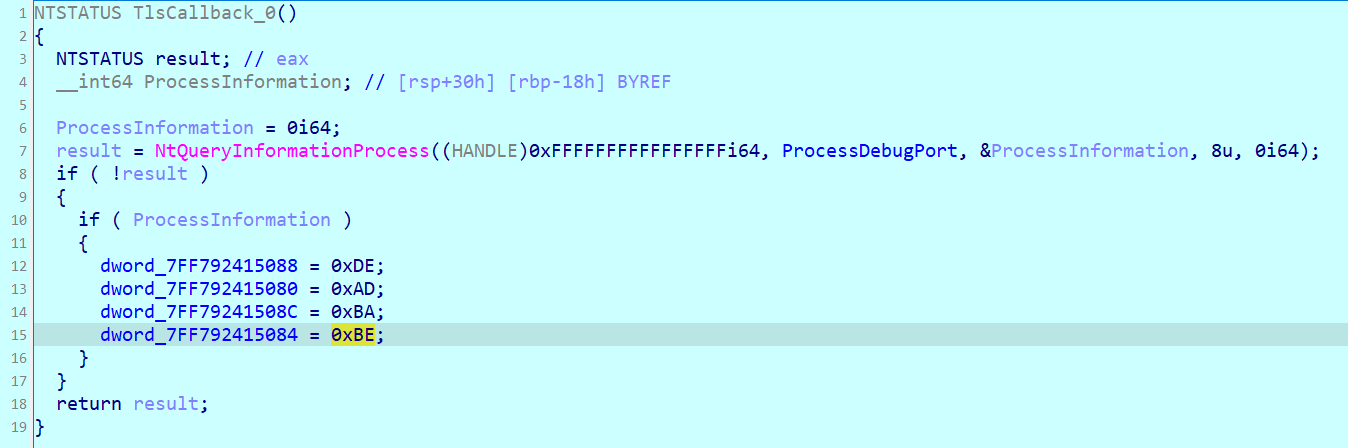 1 NTSTATUS TlsCallback_0()
2 {
3 NTSTATUS result; // eax
4 __int64 ProcessInformation; // [rsp+30h] [rbp-18h] BYREF
5
6 ProcessInformation = 0i64;
7 result = NtQueryInformationProcess((HANDLE)0xFFFFFFFFFFFFFFFFi64, ProcessDebugPort, &ProcessInformation, 8u, 0i64);
8 if ( !result )
9 {
10 if ( ProcessInformation )
11 {
12 dword_7FF792415088 = 0xDE;
13 dword_7FF792415080 = 0xAD;
14 dword_7FF79241508C = 0xBA;
15 dword_7FF792415084 = 0xBE;
16 }
17 }
18 return result;
19 }